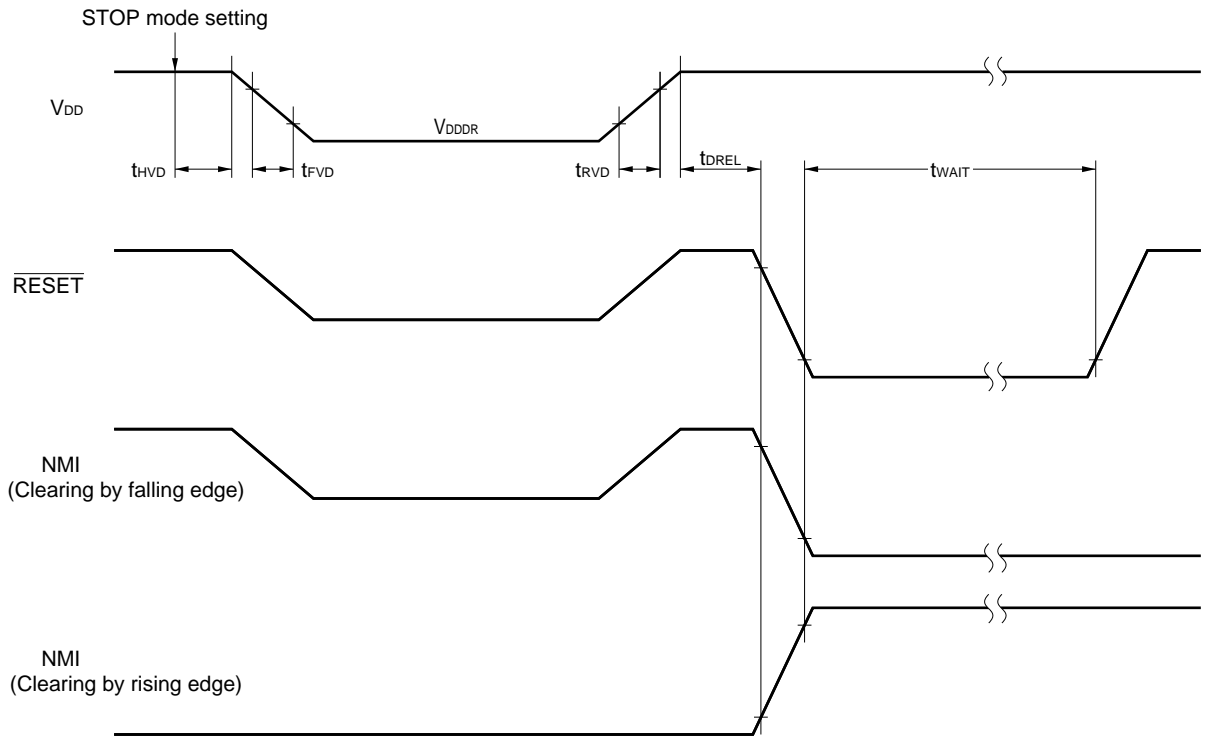 STOP mode setting
VDD
VDDDR
tHVD
tFVD
tRVD
tDREL
tWAIT
RESET
NMI
(Clearing by falling edge)
NMI
(Clearing by rising edge)